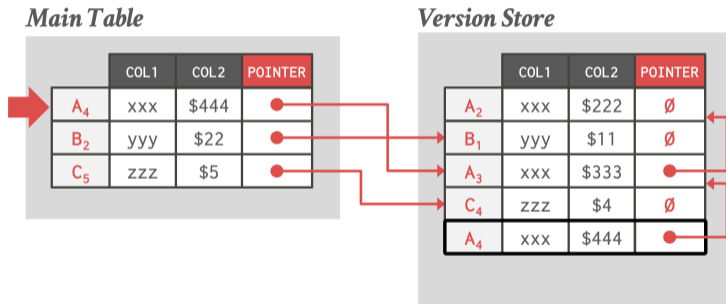 Main Table
COL1 COL2 POINTER
A₄ xxx $444
B₂ yyy $22
C₅ zzz $5
Version Store
COL1 COL2 POINTER
A₂ xxx $222 Ø
B₁ yyy $11 Ø
A₃ xxx $333
C₄ zzz $4 Ø
A₄ xxx $444